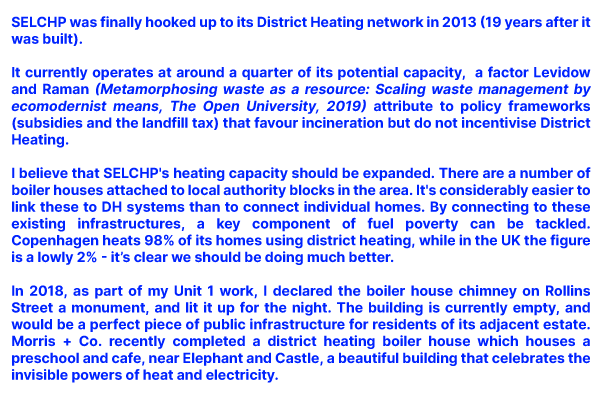 SELCHP was finally hooked up to its District Heating network in 2013 (19 years after it
was built).
It currently operates at around a quarter of its potential capacity,  a factor Levidow
and Raman (Metamorphosing waste as a resource: Scaling waste management by
ecomodernist means, The Open University, 2019) attribute to policy frameworks
(subsidies and the landfill tax) that favour incineration but do not incentivise District
Heating.
I believe that SELCHP's heating capacity should be expanded. There are a number of
boiler houses attached to local authority blocks in the area. It's considerably easier to
link these to DH systems than to connect individual homes. By connecting to these
existing infrastructures, a key component of fuel poverty can be tackled.
Copenhagen heats 98% of its homes using district heating, while in the UK the figure
is a lowly 2% - it’s clear we should be doing much better.
In 2018, as part of my Unit 1 work, I declared the boiler house chimney on Rollins
Street a monument, and lit it up for the night. The building is currently empty, and
would be a perfect piece of public infrastructure for residents of its adjacent estate.
Morris + Co. recently completed a district heating boiler house which houses a
preschool and cafe, near Elephant and Castle, a beautiful building that celebrates the
invisible powers of heat and electricity.